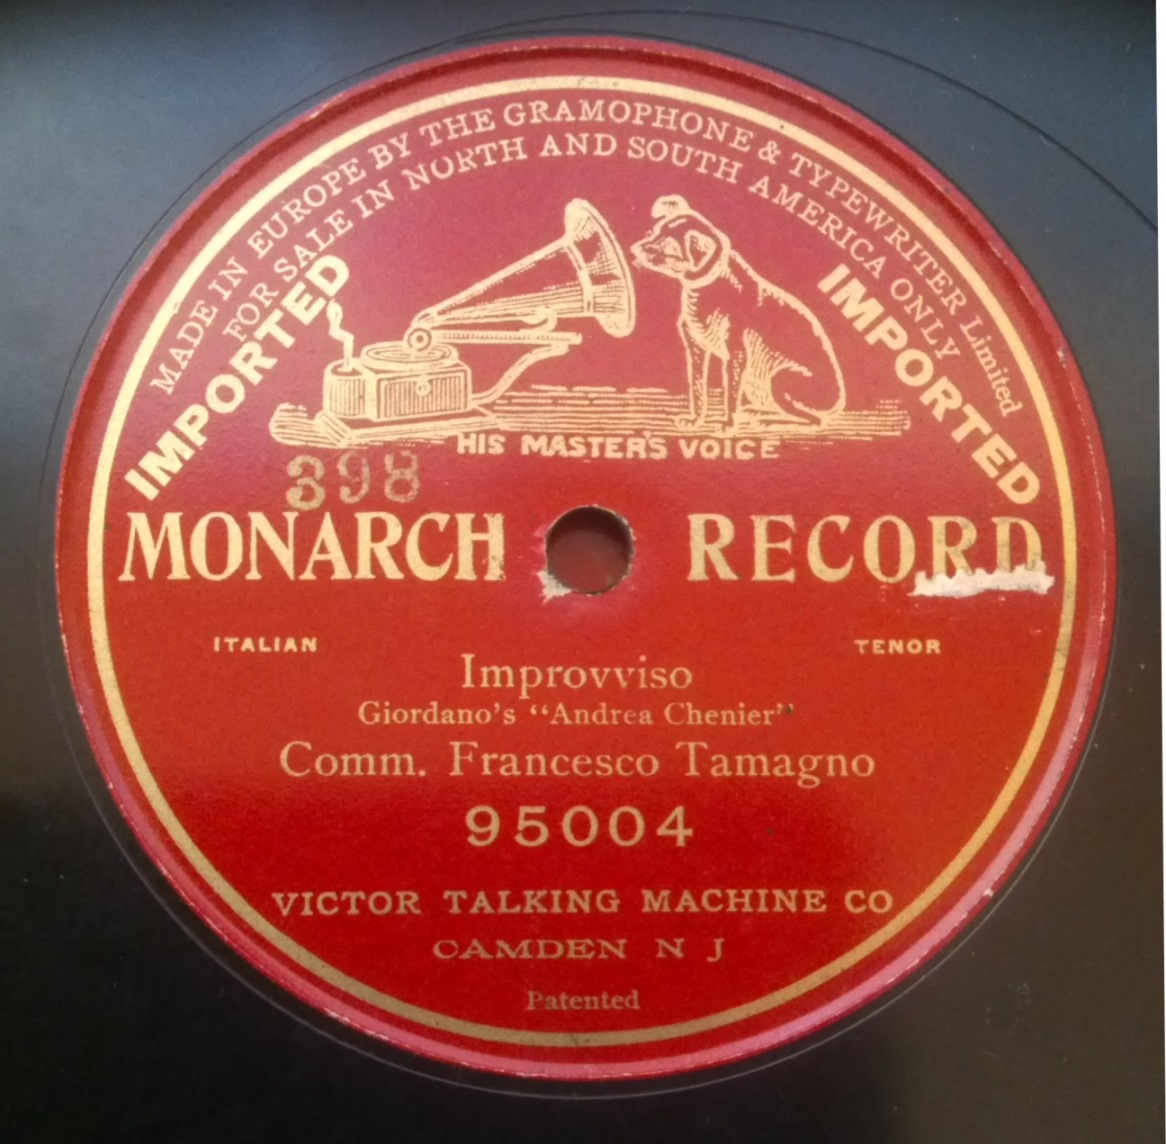 MADE IN EUROPE BY THE GRAMOPHONE & TYPEWRITER Limited
FOR SALE IN NORTH AND SOUTH AMERICA ONLY
IMPORTED
IMPORTED
HIS MASTER'S VOICE
398
MONARCH RECORD
ITALIAN TENOR
Improvviso
Giordano's “Andrea Chenier”
Comm. Francesco Tamagno
95004
VICTOR TALKING MACHINE CO
CAMDEN N J
Patented